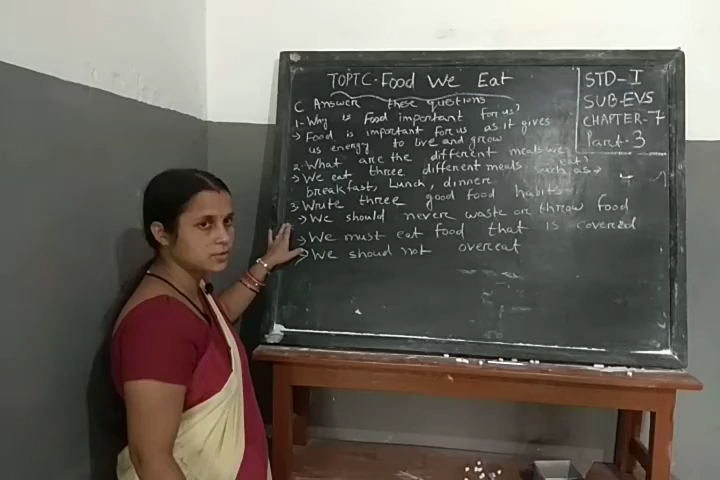 TOPTC-Food We Eat
C Answer these questions
1- Why is Food important for us?
→ Food is important for us as it gives
us energy to live and grow
2. What are the different meals we eat?
→ We eat three different meals such as →
breakfast, Lunch, dinner
3. Write three good food habits
→ We should never waste or throw food
→ We must eat food that is covered
→ We shoud not overeat
STD-I
SUB-EVS
CHAPTER-7
Part-3